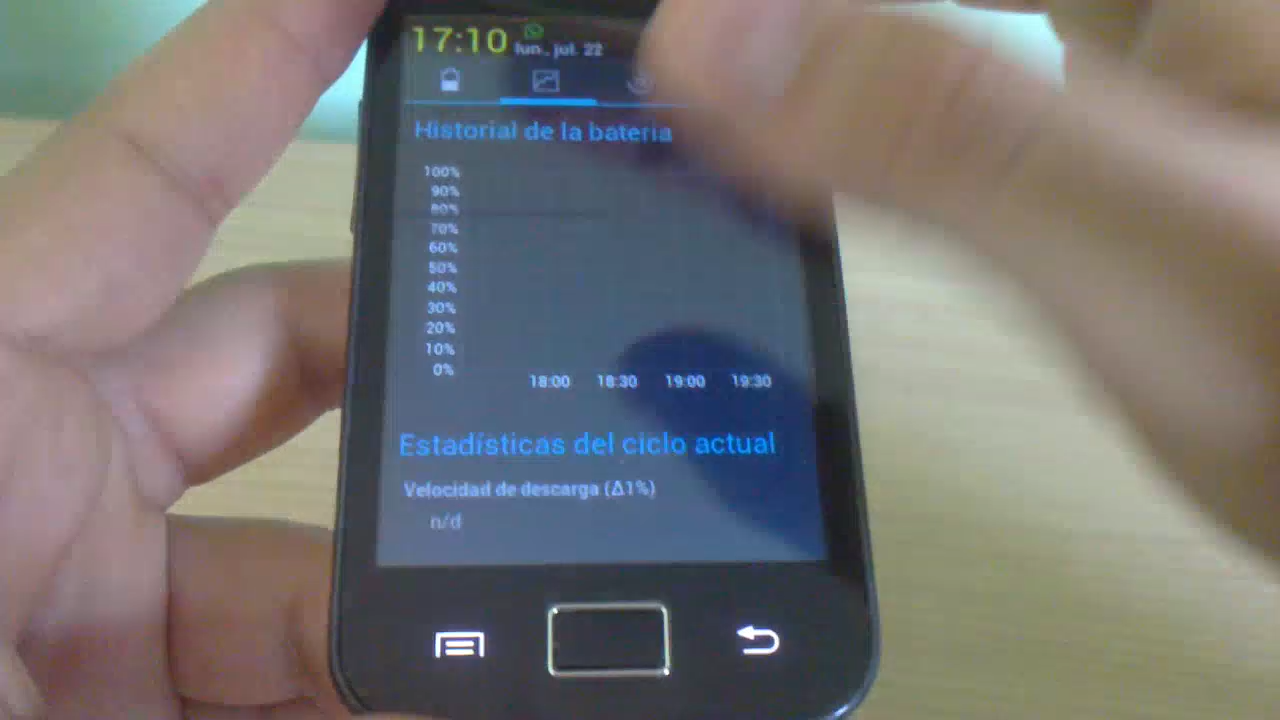 17:10 lun., jul. 22
Historial de la batería
100%
90%
80%
70%
60%
50%
40%
30%
20%
10%
0%
18:00 18:30 19:00 19:30
Estadísticas del ciclo actual
Velocidad de descarga (Δ1%)
n/d